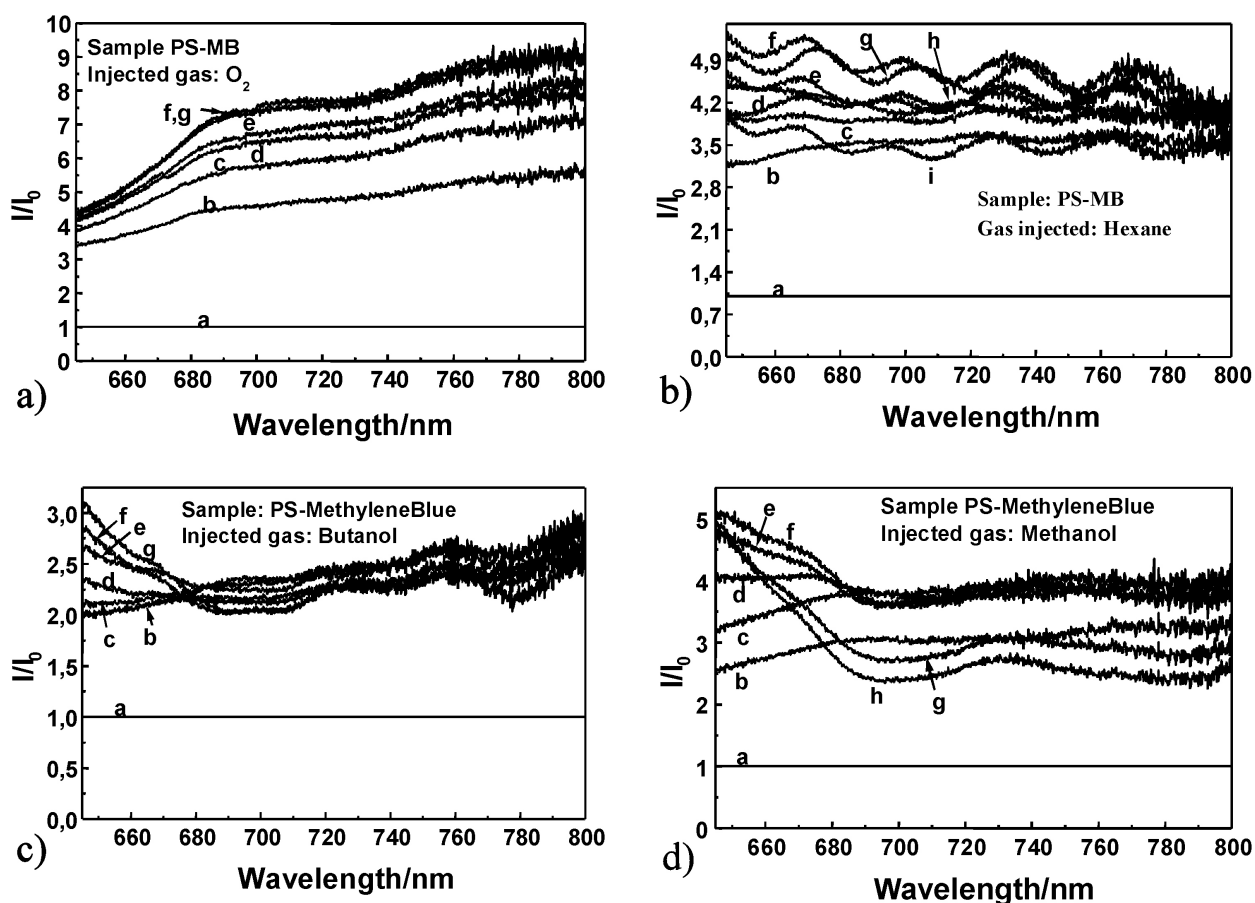 10
9
8
7
6
5
4
3
2
1
0
I/I0
Sample PS-MB
Injected gas: O2
f,g
e
d
c
b
a
660 680 700 720 740 760 780 800
Wavelength/nm
a)
4,9
4,2
3,5
2,8
2,1
1,4
0,7
0,0
I/I0
f
g
h
e
d
c
b
i
Sample: PS-MB
Gas injected: Hexane
a
660 680 700 720 740 760 780 800
Wavelength/nm
b)
3,0
2,5
2,0
1,5
1,0
0,5
0,0
I/I0
Sample: PS-MethyleneBlue
Injected gas: Butanol
f
e
g
d
c
b
a
660 680 700 720 740 760 780 800
Wavelength/nm
c)
5
4
3
2
1
0
I/I0
Sample PS-MethyleneBlue
Injected gas: Methanol
e
f
d
c
b
h
g
a
660 680 700 720 740 760 780 800
Wavelength/nm
d)